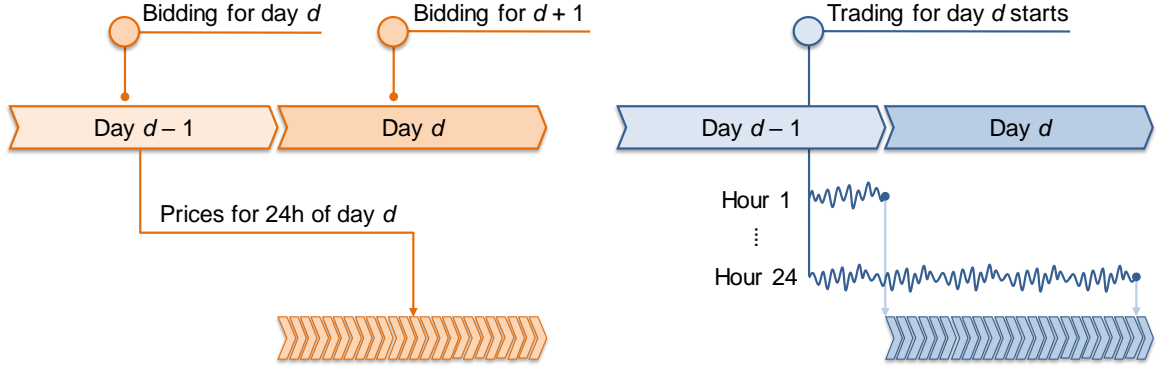 Bidding for day d
Bidding for d + 1
Day d – 1
Day d
Prices for 24h of day d
Trading for day d starts
Day d – 1
Day d
Hour 1
Hour 24